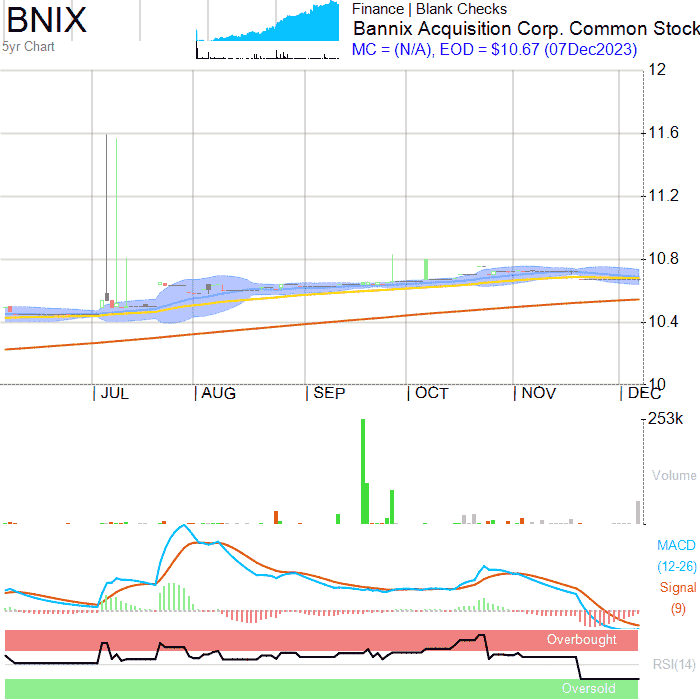 BNIX
5yr Chart
Finance | Blank Checks
Bannix Acquisition Corp. Common Stock
MC = (N/A), EOD = $10.67 (07Dec2023)
12
11.6
11.2
10.8
10.4
10
JUL AUG SEP OCT NOV DEC
253k
Volume
MACD
(12-26)
Signal
(9)
Overbought
RSI(14)
Oversold